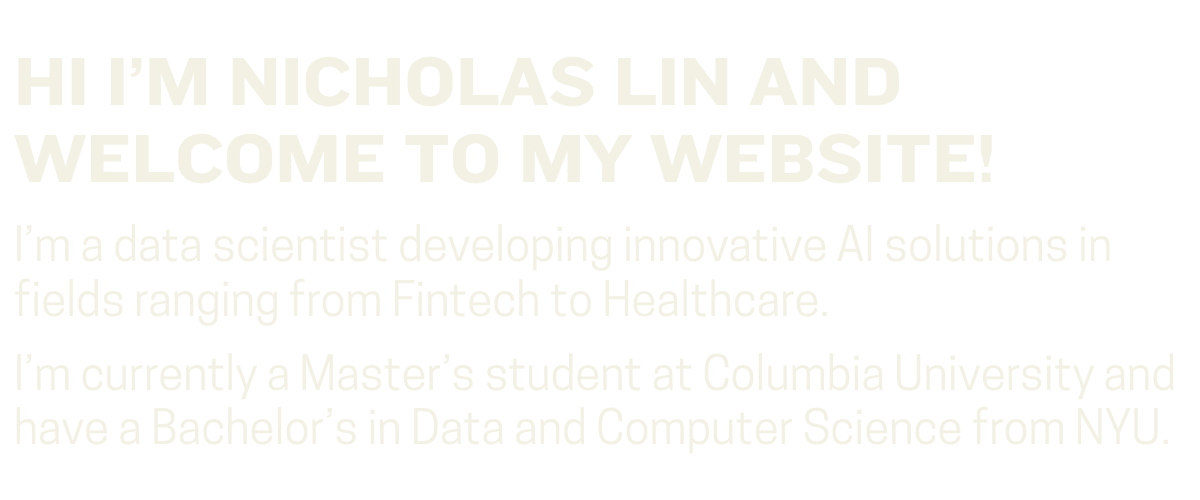 HI I’M NICHOLAS LIN AND
WELCOME TO MY WEBSITE!
I’m a data scientist developing innovative AI solutions in
fields ranging from Fintech to Healthcare.
I’m currently a Master’s student at Columbia University and
have a Bachelor’s in Data and Computer Science from NYU.